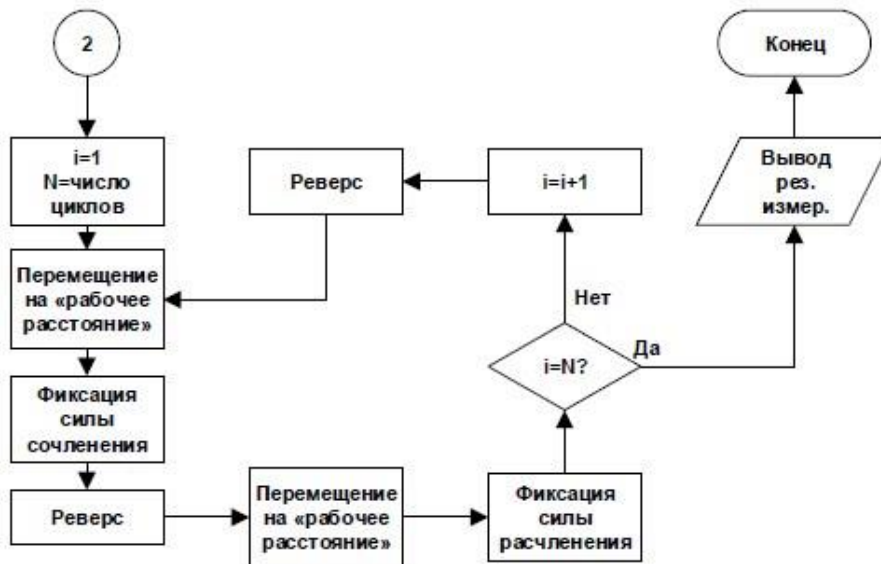 2
i=1
N=число
циклов
Перемещение
на «рабочее
расстояние»
Фиксация
силы
сочленения
Реверс
Перемещение
на «рабочее
расстояние»
Фиксация
силы
расчленения
i=N?
Нет
Да
i=i+1
Реверс
Вывод
рез.
измер.
Конец